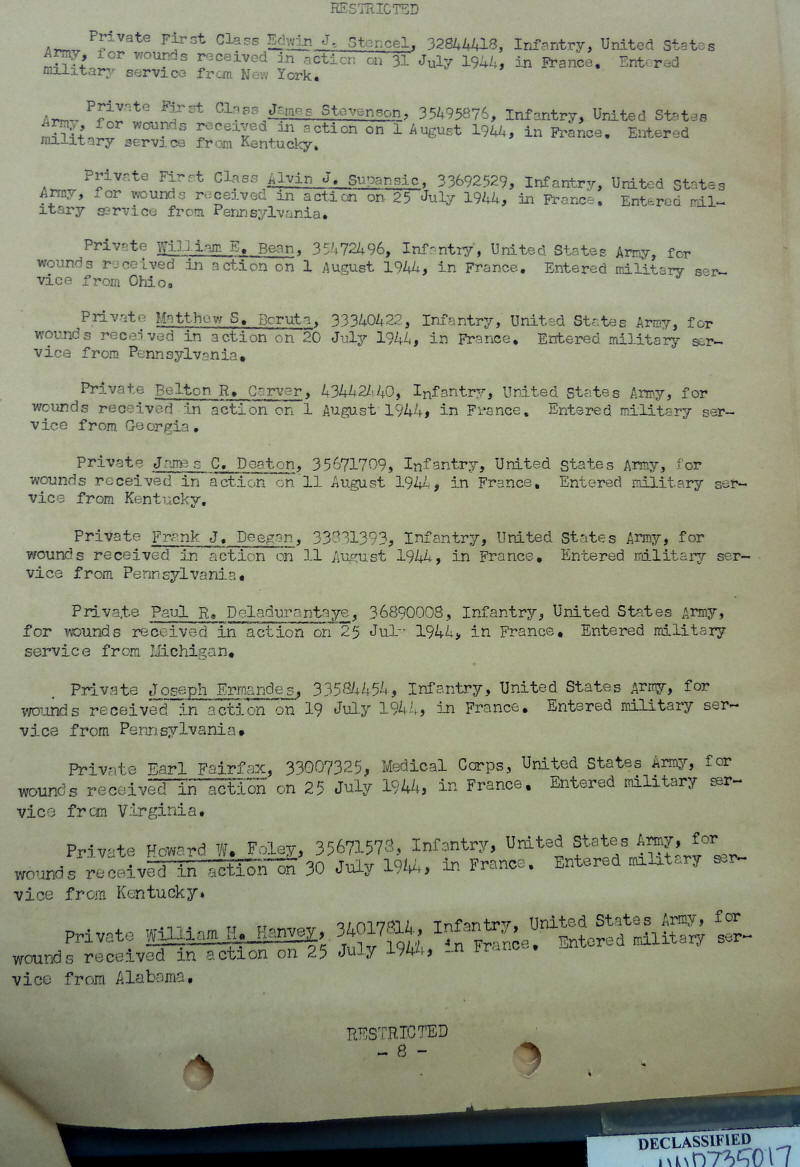 RESTRICTED
Private First Class Edwin J. Stencel, 32844418, Infantry, United States
Army, for wounds received in action on 31 July 1944, in France. Entered
military service from New York.
Private First Class James Stevenson, 35495876, Infantry, United States
Army, for wounds received in action on 1 August 1944, in France. Entered
military service from Kentucky.
Private First Class Alvin J. Supansic, 33692529, Infantry, United States
Army, for wounds received in action on 25 July 1944, in France. Entered mil-
itary service from Pennsylvania.
Private William E. Bean, 35472496, Infantry, United States Army, for
wounds received in action on 1 August 1944, in France. Entered military ser-
vice from Ohio.
Private Matthew S. Beruta, 33340422, Infantry, United States Army, for
wounds received in action on 20 July 1944, in France. Entered military ser-
vice from Pennsylvania.
Private Belton R. Carver, 43442440, Infantry, United States Army, for
wounds received in action on 1 August 1944, in France. Entered military ser-
vice from Georgia.
Private James C. Deaton, 35671709, Infantry, United States Army, for
wounds received in action on 11 August 1944, in France. Entered military ser-
vice from Kentucky.
Private Frank J. Deegan, 33831393, Infantry, United States Army, for
wounds received in action on 11 August 1944, in France. Entered military ser-
vice from Pennsylvania.
Private Paul R. Deladurantaye, 36890008, Infantry, United States Army,
for wounds received in action on 25 July 1944, in France. Entered military
service from Michigan.
Private Joseph Ermandes, 33584454, Infantry, United States Army, for
wounds received in action on 19 July 1944, in France. Entered military ser-
vice from Pennsylvania.
Private Earl Fairfax, 33007325, Medical Corps, United States Army, for
wounds received in action on 25 July 1944, in France. Entered military ser-
vice from Virginia.
Private Howard W. Foley, 35671578, Infantry, United States Army, for
wounds received in action on 30 July 1944, in France. Entered military ser-
vice from Kentucky.
Private William H. Hanvey, 34017814, Infantry, United States Army, for
wounds received in action on 25 July 1944, in France. Entered military ser-
vice from Alabama.
RESTRICTED
- 8 -
DECLASSIFIED
NND735017